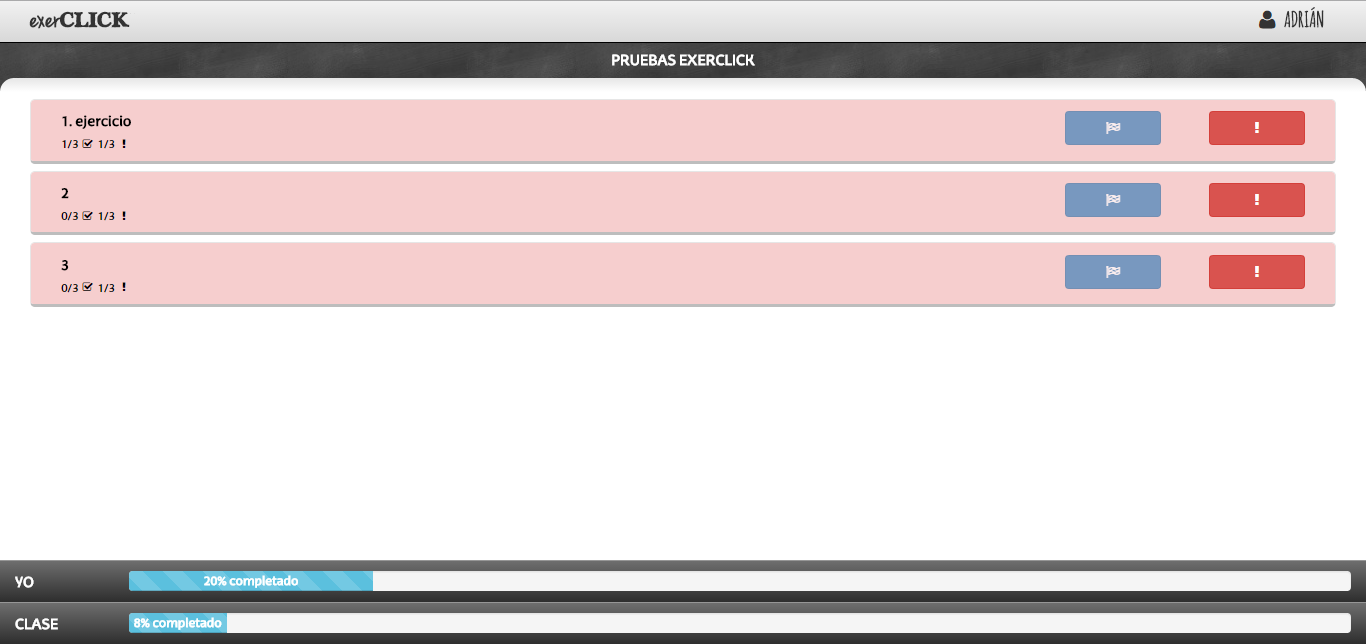 exerCLICK
ADRIÁN
PRUEBAS EXERCLICK
1. ejercicio
1/3 1/3 !
!
2
0/3 1/3 !
!
3
0/3 1/3 !
!
YO
20% completado
CLASE
8% completado